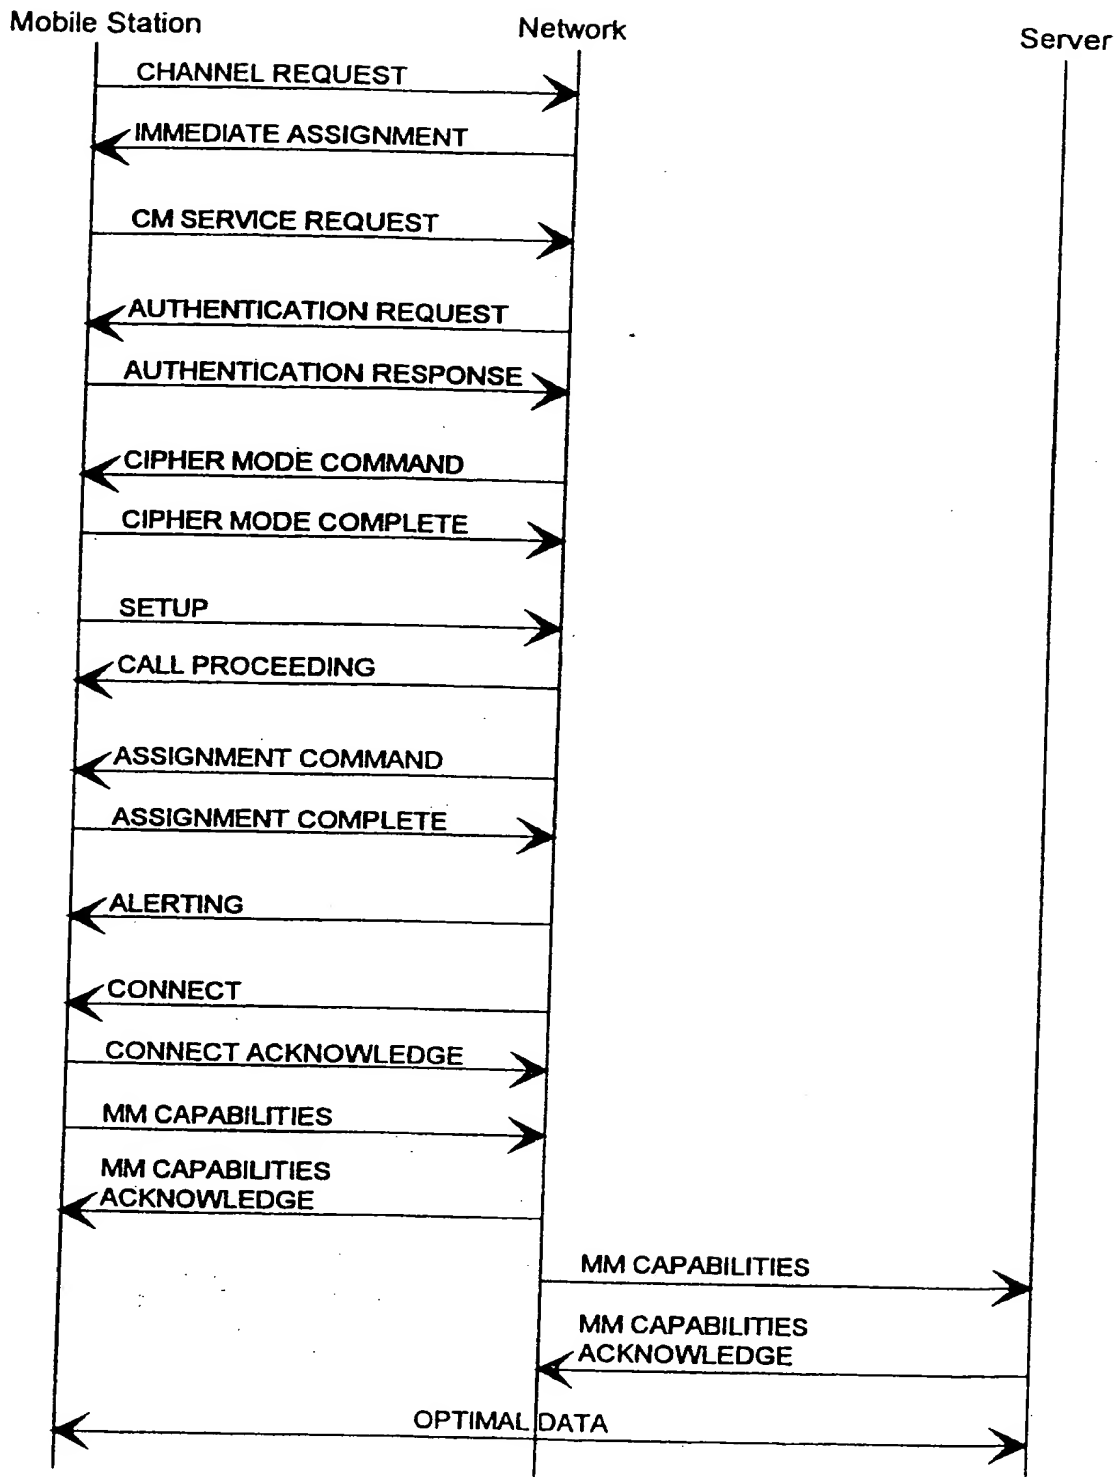 Mobile Station
Network
Server
CHANNEL REQUEST
IMMEDIATE ASSIGNMENT
CM SERVICE REQUEST
AUTHENTICATION REQUEST
AUTHENTICATION RESPONSE
CIPHER MODE COMMAND
CIPHER MODE COMPLETE
SETUP
CALL PROCEEDING
ASSIGNMENT COMMAND
ASSIGNMENT COMPLETE
ALERTING
CONNECT
CONNECT ACKNOWLEDGE
MM CAPABILITIES
MM CAPABILITIES
ACKNOWLEDGE
MM CAPABILITIES
MM CAPABILITIES
ACKNOWLEDGE
OPTIMAL DATA